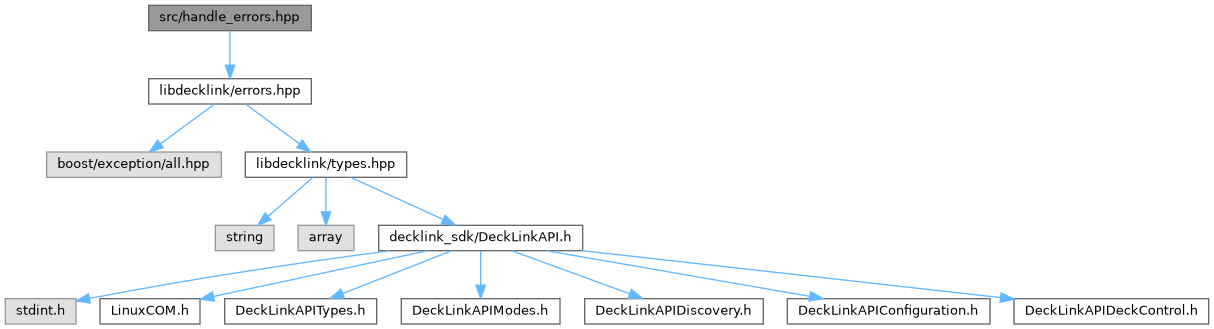 src/handle_errors.hpp
libdecklink/errors.hpp
boost/exception/all.hpp
libdecklink/types.hpp
string
array
decklink_sdk/DeckLinkAPI.h
stdint.h
LinuxCOM.h
DeckLinkAPITypes.h
DeckLinkAPIModes.h
DeckLinkAPIDiscovery.h
DeckLinkAPIConfiguration.h
DeckLinkAPIDeckControl.h